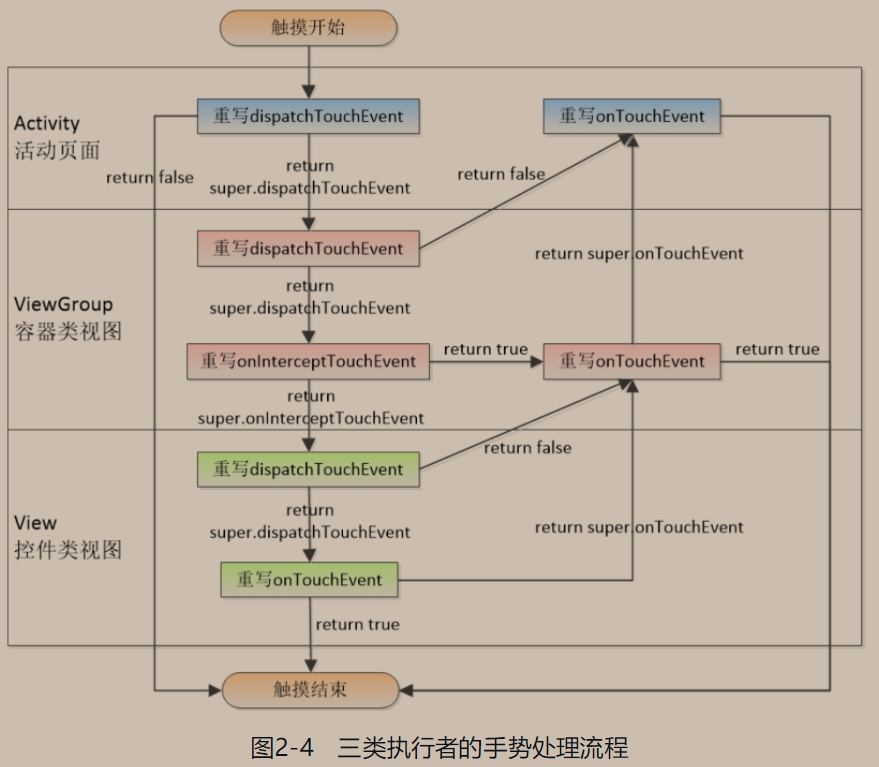 触摸开始
Activity
活动页面
重写dispatchTouchEvent
重写onTouchEvent
return false
return
super.dispatchTouchEvent
return false
重写dispatchTouchEvent
return super.onTouchEvent
ViewGroup
容器类视图
return
super.dispatchTouchEvent
重写onInterceptTouchEvent
return true
重写onTouchEvent
return true
return
super.onInterceptTouchEvent
return false
重写dispatchTouchEvent
View
控件类视图
return
super.dispatchTouchEvent
return super.onTouchEvent
重写onTouchEvent
return true
触摸结束
图2-4 三类执行者的手势处理流程